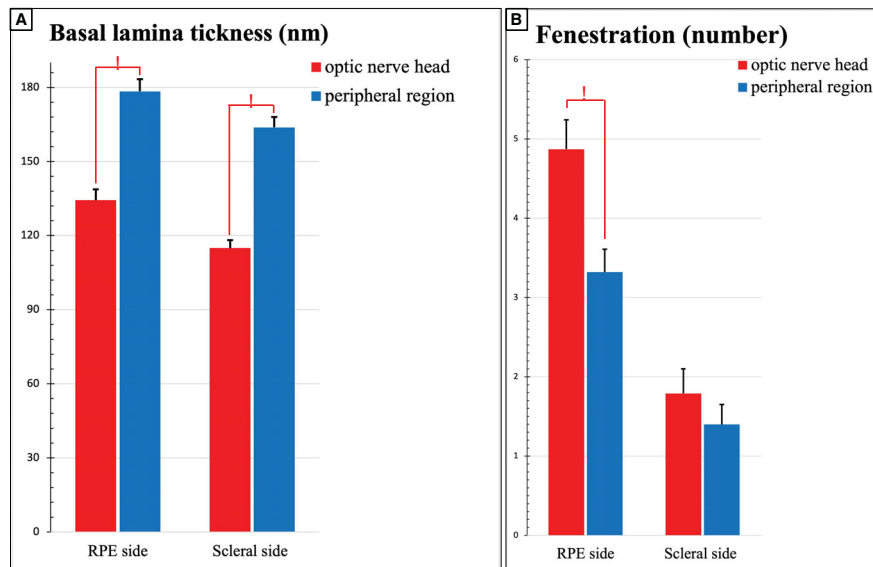 A
Basal lamina tickness (nm)
!
!
optic nerve head
peripheral region
180
150
120
90
60
30
0
RPE side
Scleral side
B
Fenestration (number)
!
optic nerve head
peripheral region
6
5
4
3
2
1
0
RPE side
Scleral side